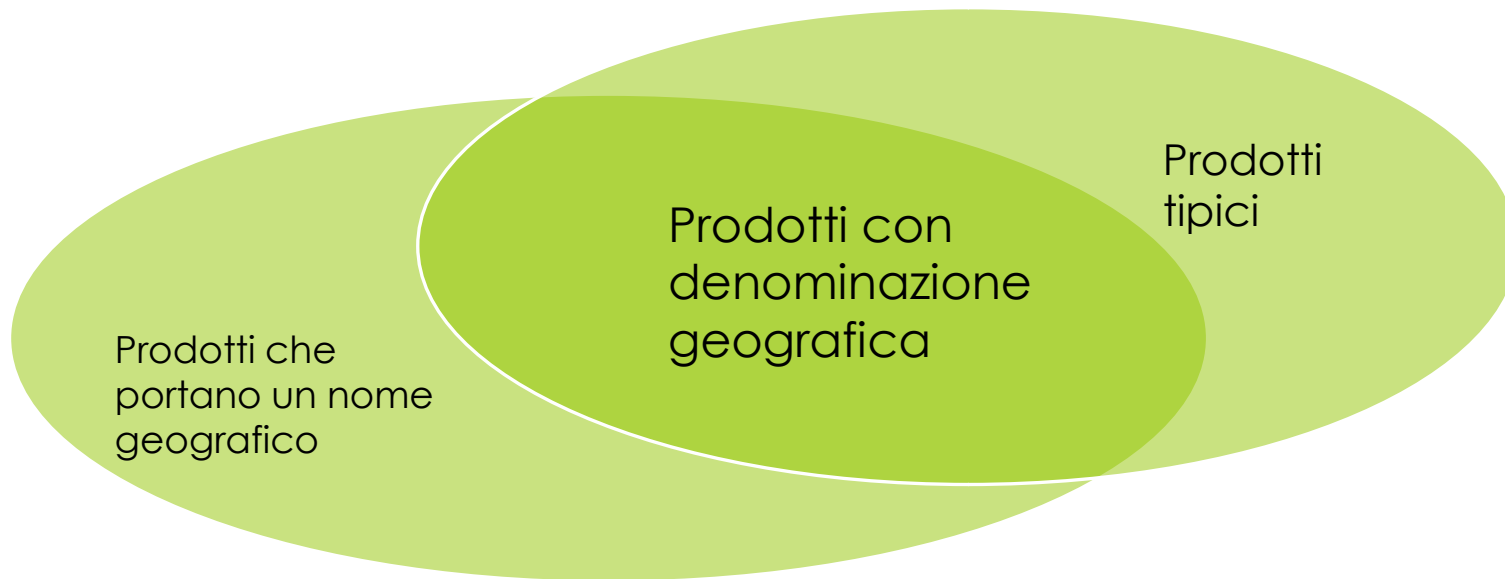 Prodotti
tipici
Prodotti con
denominazione
geografica
Prodotti che
portano un nome
geografico